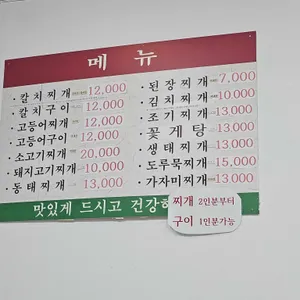 메뉴
·칼치찌개 12,000
·칼치구이 12,000
·고등어찌개 12,000
·고등어구이 12,000
·소고기찌개 20,000
·돼지고기찌개 10,000
·동태찌개 13,000
·된장찌개 7,000
·김치찌개 10,000
·조기찌개 13,000
·꽃게탕 13,000
·생태찌개 13,000
·도루묵찌개 15,000
·가자미찌개 13,000
맛있게 드시고 건강하
찌개 2인분부터
구이 1인분가능